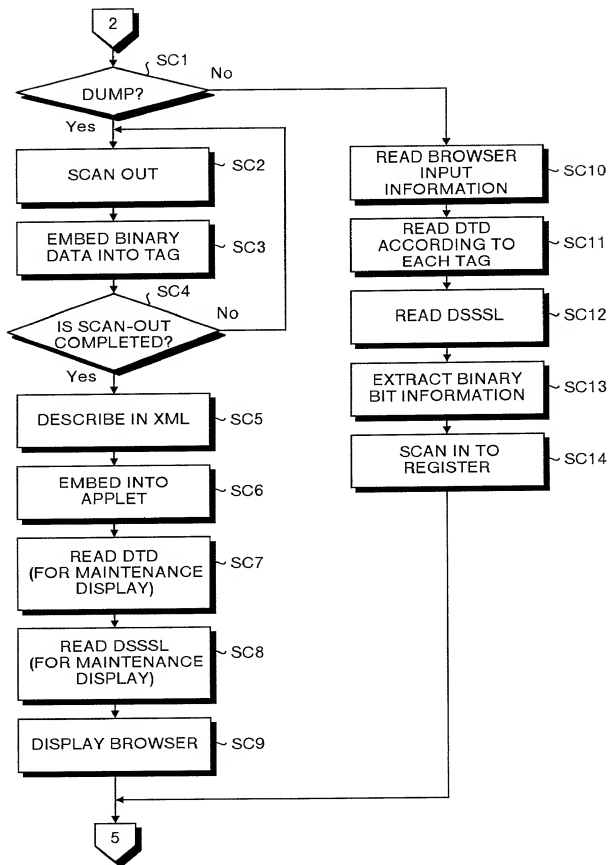 2
SC1
DUMP?
No
Yes
SCAN OUT
SC2
EMBED BINARY
DATA INTO TAG
SC3
SC4
IS SCAN-OUT
COMPLETED?
No
Yes
DESCRIBE IN XML
SC5
EMBED INTO
APPLET
SC6
READ DTD
(FOR MAINTENANCE
DISPLAY)
SC7
READ DSSSL
(FOR MAINTENANCE
DISPLAY)
SC8
DISPLAY BROWSER
SC9
READ BROWSER
INPUT
INFORMATION
SC10
READ DTD
ACCORDING TO
EACH TAG
SC11
READ DSSSL
SC12
EXTRACT BINARY
BIT INFORMATION
SC13
SCAN IN TO
REGISTER
SC14
5